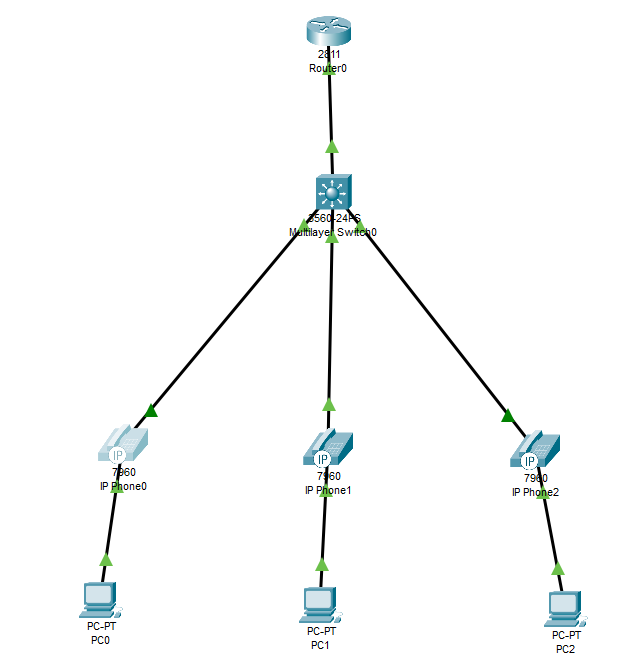 2811
Router0
3560-24PS
Multilayer Switch0
IP
7960
IP Phone0
IP
7960
IP Phone1
IP
7960
IP Phone2
PC-PT
PC0
PC-PT
PC1
PC-PT
PC2